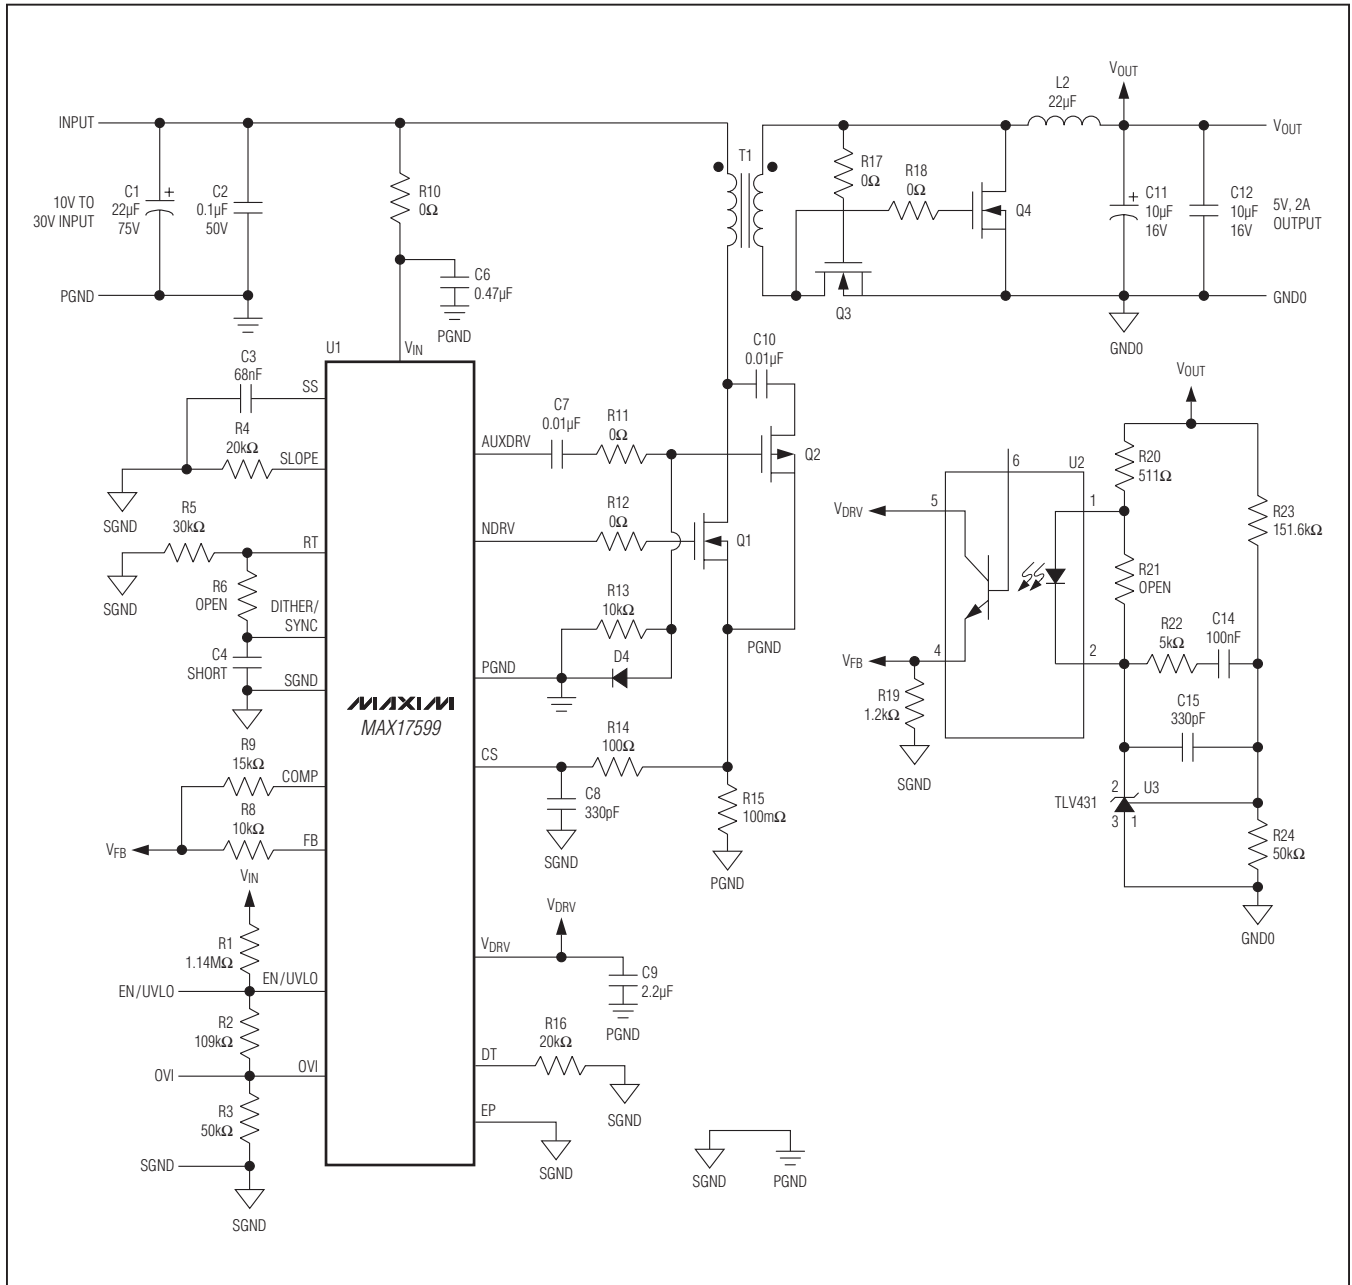 INPUT
10V TO
30V INPUT
PGND
C1
22µF
75V
+
C2
0.1µF
50V
R10
0Ω
C6
0.47µF
PGND
T1
R17
0Ω
R18
0Ω
Q4
Q3
L2
22µF
VOUT
VOUT
+
C11
10µF
16V
C12
10µF
16V
5V, 2A
OUTPUT
GND0
GND0
U1
VIN
C3
68nF
SS
R4
20kΩ
SLOPE
SGND
R5
30kΩ
RT
SGND
R6
OPEN
DITHER/
SYNC
C4
SHORT
SGND
R9
15kΩ
COMP
R8
10kΩ
FB
VFB
VIN
R1
1.14MΩ
EN/UVLO
EN/UVLO
R2
109kΩ
OVI
OVI
R3
50kΩ
SGND
SGND
MAXIM
MAX17599
AUXDRV
C7
0.01µF
R11
0Ω
C10
0.01µF
Q2
NDRV
R12
0Ω
Q1
R13
10kΩ
PGND
D4
PGND
CS
R14
100Ω
C8
330pF
SGND
R15
100mΩ
PGND
VDRV
VDRV
C9
2.2µF
PGND
DT
R16
20kΩ
SGND
EP
SGND
SGND
PGND
VOUT
6
U2
5
VDRV
1
R20
511Ω
R23
151.6kΩ
R21
OPEN
R22
5kΩ
C14
100nF
4
VFB
2
R19
1.2kΩ
SGND
C15
330pF
2
U3
TLV431
3
1
R24
50kΩ
GND0